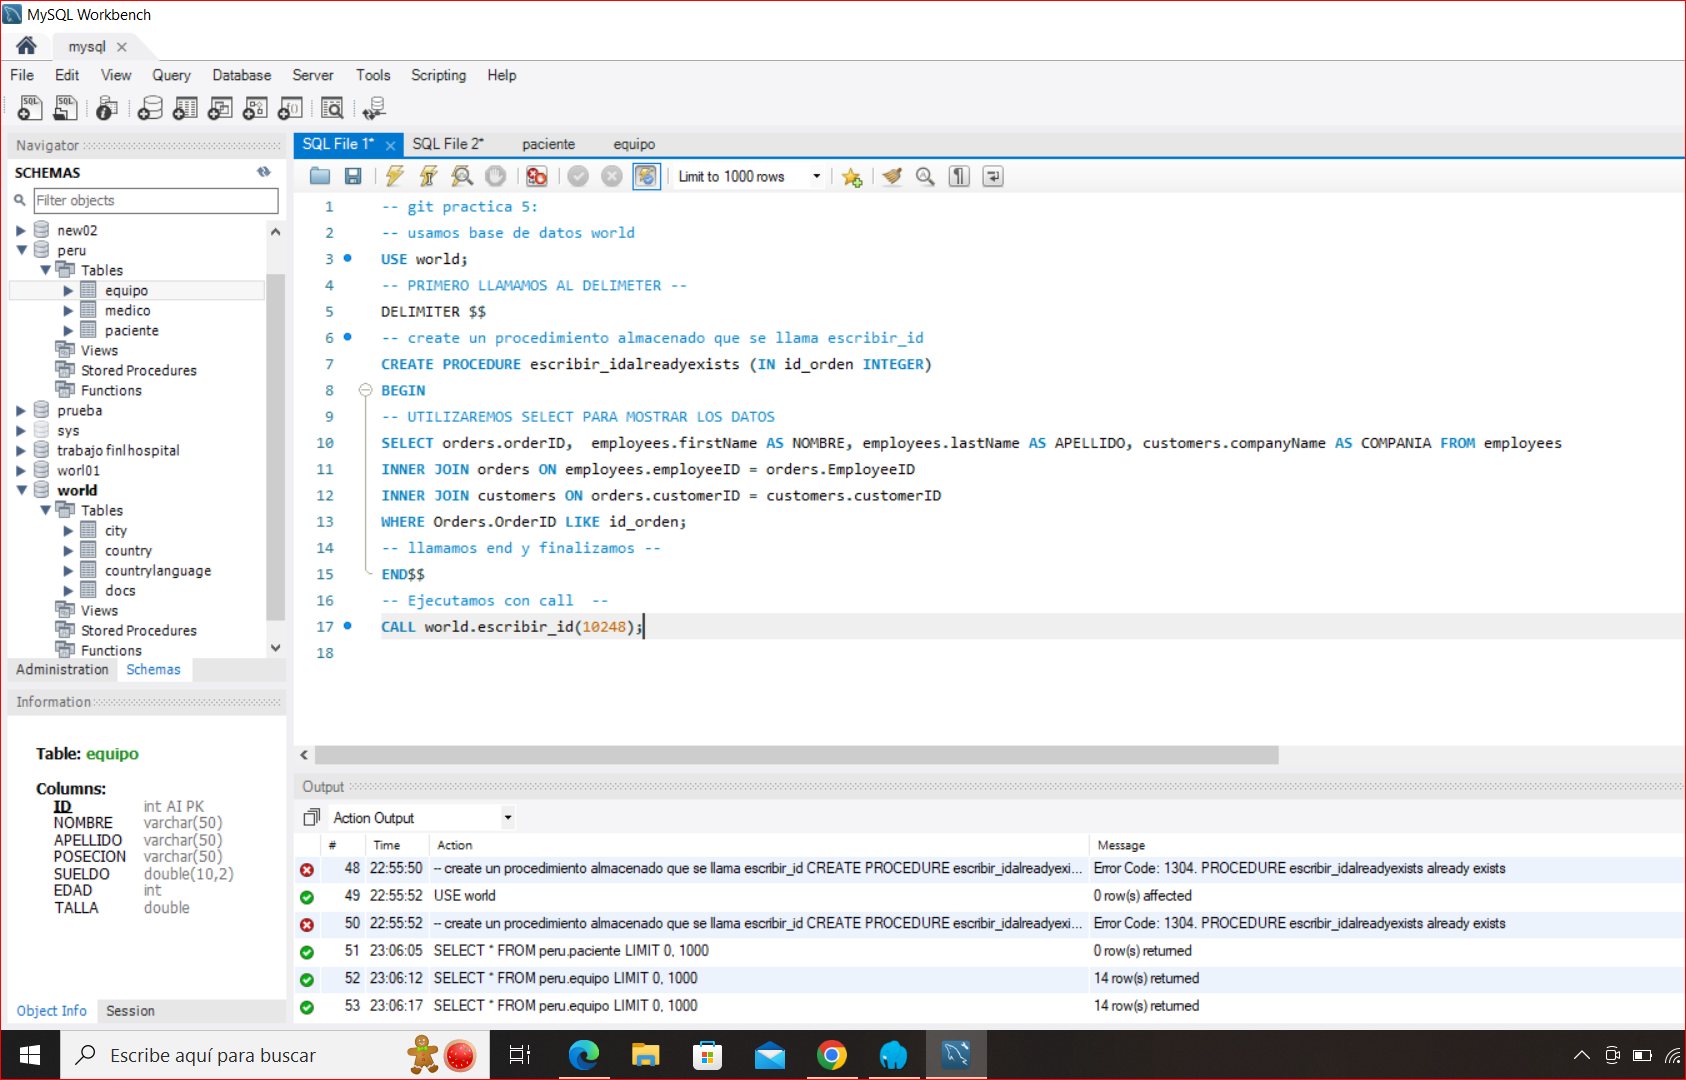 MySQL Workbench
mysql
File Edit View Query Database Server Tools Scripting Help
Navigator
SCHEMAS
Filter objects
new02
peru
Tables
equipo
medico
paciente
Views
Stored Procedures
Functions
prueba
sys
trabajo finl hospital
worl01
world
Tables
city
country
countrylanguage
docs
Views
Stored Procedures
Functions
Administration Schemas
Information
Table: equipo
Columns:
ID int AI PK
NOMBRE varchar(50)
APELLIDO varchar(50)
POSECION varchar(50)
SUELDO double(10,2)
EDAD int
TALLA double
Object Info Session
SQL File 1* SQL File 2* paciente equipo
Limit to 1000 rows
1 -- git practica 5:
2 -- usamos base de datos world
3 USE world;
4 -- PRIMERO LLAMAMOS AL DELIMETER --
5 DELIMITER $$
6 -- create un procedimiento almacenado que se llama escribir_id
7 CREATE PROCEDURE escribir_idalreadyexists (IN id_orden INTEGER)
8 BEGIN
9 -- UTILIZAREMOS SELECT PARA MOSTRAR LOS DATOS
10 SELECT orders.orderID,  employees.firstName AS NOMBRE, employees.lastName AS APELLIDO, customers.companyName AS COMPANIA FROM employees
11 INNER JOIN orders ON employees.employeeID = orders.EmployeeID
12 INNER JOIN customers ON orders.customerID = customers.customerID
13 WHERE Orders.OrderID LIKE id_orden;
14 -- llamamos end y finalizamos --
15 END$$
16 -- Ejecutamos con call  --
17 CALL world.escribir_id(10248);
18
Output
Action Output
# Time Action Message
48 22:55:50 -- create un procedimiento almacenado que se llama escribir_id CREATE PROCEDURE escribir_idalreadyexi... Error Code: 1304. PROCEDURE escribir_idalreadyexists already exists
49 22:55:52 USE world 0 row(s) affected
50 22:55:52 -- create un procedimiento almacenado que se llama escribir_id CREATE PROCEDURE escribir_idalreadyexi... Error Code: 1304. PROCEDURE escribir_idalreadyexists already exists
51 23:06:05 SELECT * FROM peru.paciente LIMIT 0, 1000 0 row(s) returned
52 23:06:12 SELECT * FROM peru.equipo LIMIT 0, 1000 14 row(s) returned
53 23:06:17 SELECT * FROM peru.equipo LIMIT 0, 1000 14 row(s) returned
Escribe aquí para buscar